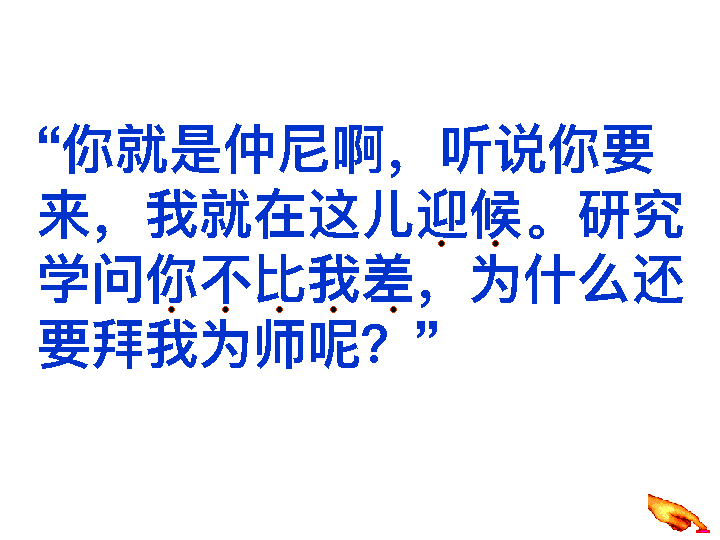 “你就是仲尼啊，听说你要
来，我就在这儿迎候。研究
学问你不比我差，为什么还
要拜我为师呢？”